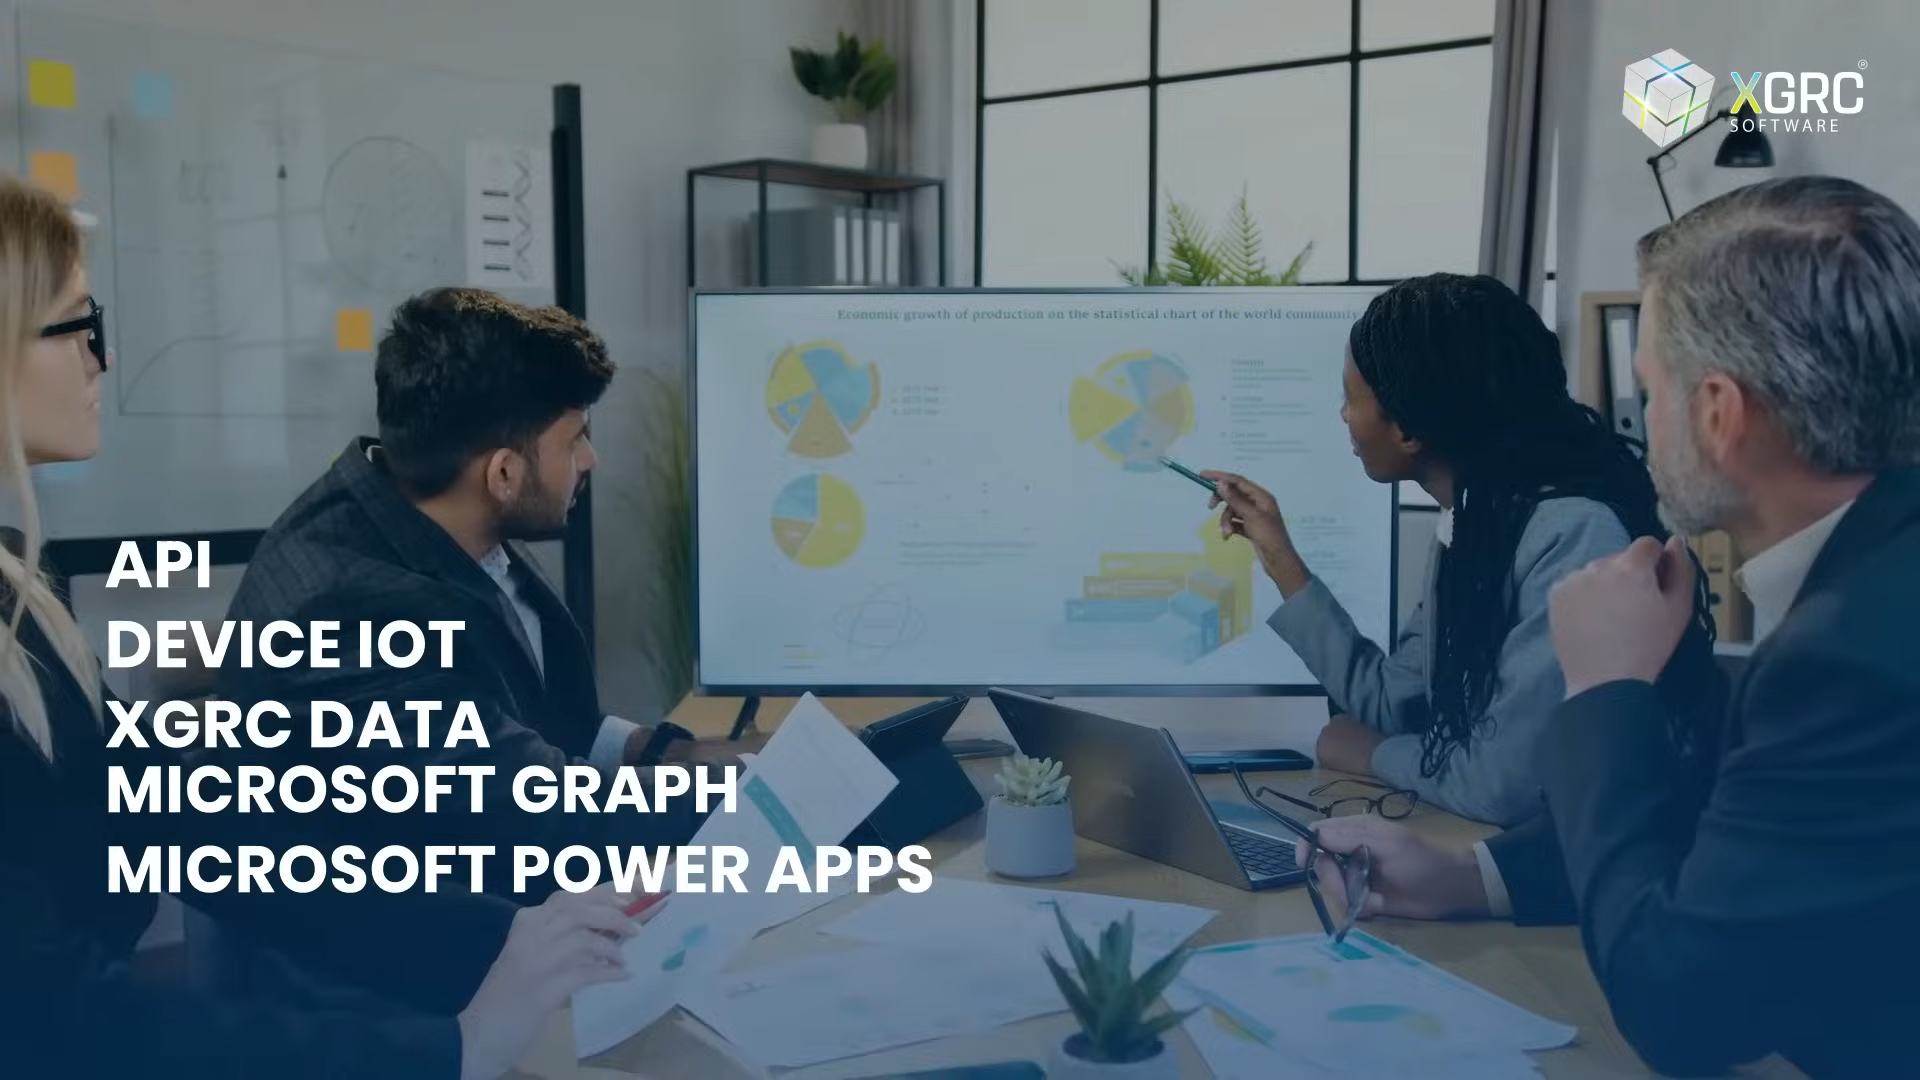 XGRC®
SOFTWARE
Economic growth of production on the statistical chart of the world community
API
DEVICE IOT
XGRC DATA
MICROSOFT GRAPH
MICROSOFT POWER APPS